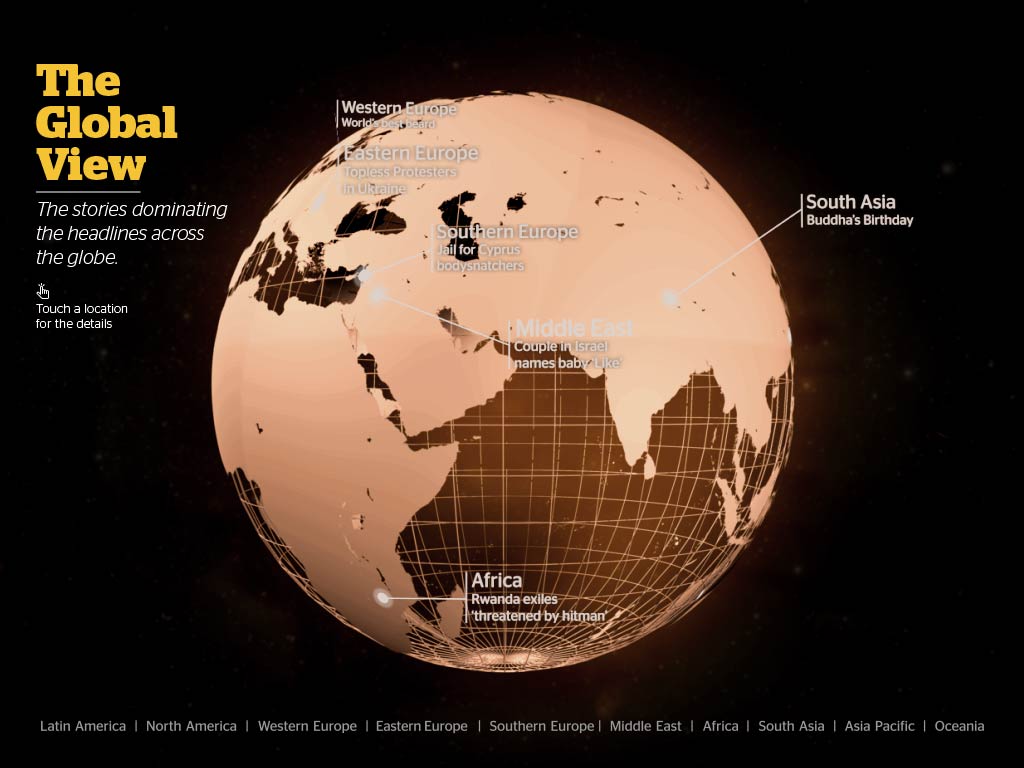 The
Global
View
The stories dominating
the headlines across
the globe.
Touch a location
for the details
Western Europe
World's best beard
Eastern Europe
Topless Protesters
in Ukraine
Southern Europe
Jail for Cyprus
bodysnatchers
South Asia
Buddha's Birthday
Middle East
Couple in Israel
names baby 'Like'
Africa
Rwanda exiles
'threatened by hitman'
Latin America | North America | Western Europe | Eastern Europe | Southern Europe | Middle East | Africa | South Asia | Asia Pacific | Oceania